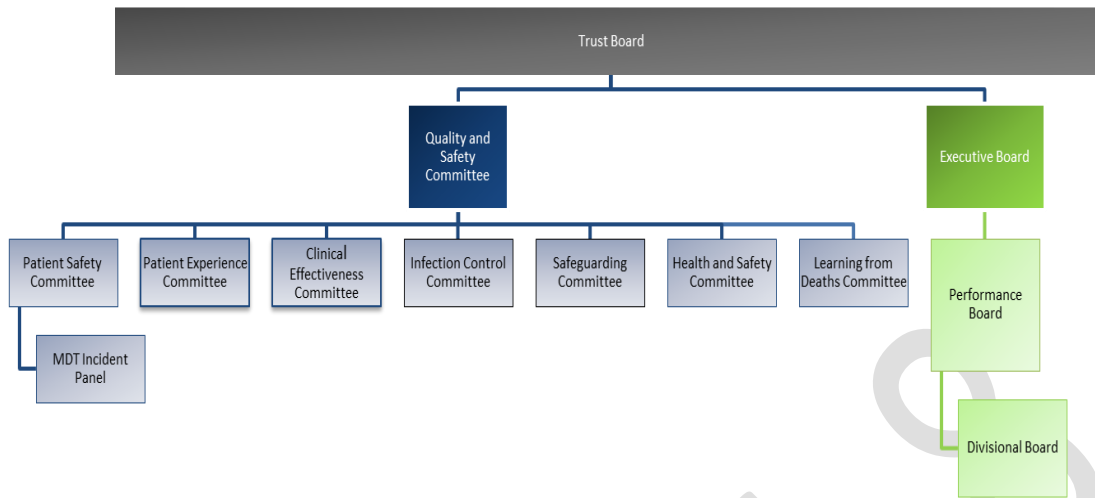 Trust Board
Quality and
Safety
Committee
Executive Board
Patient Safety
Committee
Patient Experience
Committee
Clinical
Effectiveness
Committee
Infection Control
Committee
Safeguarding
Committee
Health and Safety
Committee
Learning from
Deaths Committee
Performance
Board
MDT Incident
Panel
Divisional Board